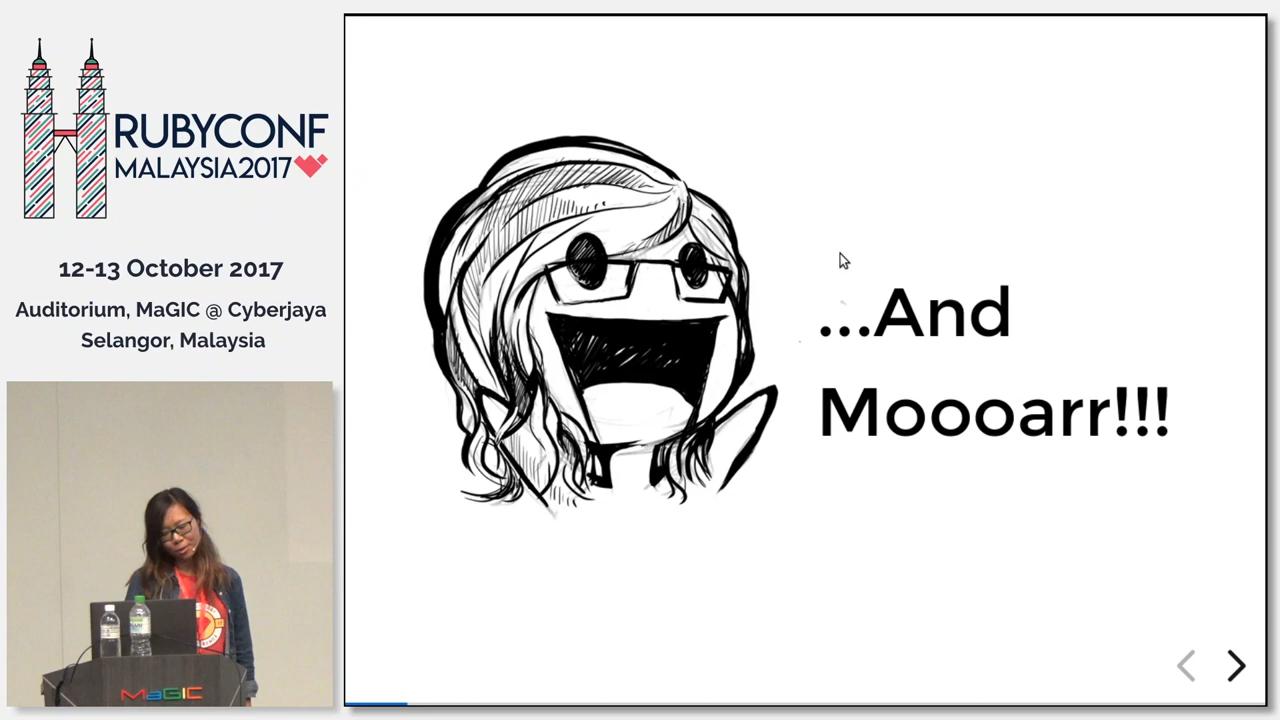 RUBYCONF
MALAYSIA2017
12-13 October 2017
Auditorium, MaGIC @ Cyberjaya
Selangor, Malaysia
...And
Moooarr!!!
MaGIC